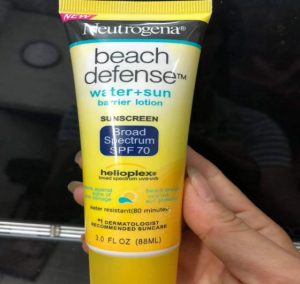 NEW
Neutrogena®
beach
defense™
water+sun
barrier lotion
SUNSCREEN
Broad
Spectrum
SPF 70
helioplex®
broad spectrum uva/uvb
water resistant (80 minutes)
#1 DERMATOLOGIST
RECOMMENDED SUNCARE
3.0 FL OZ (88ML)